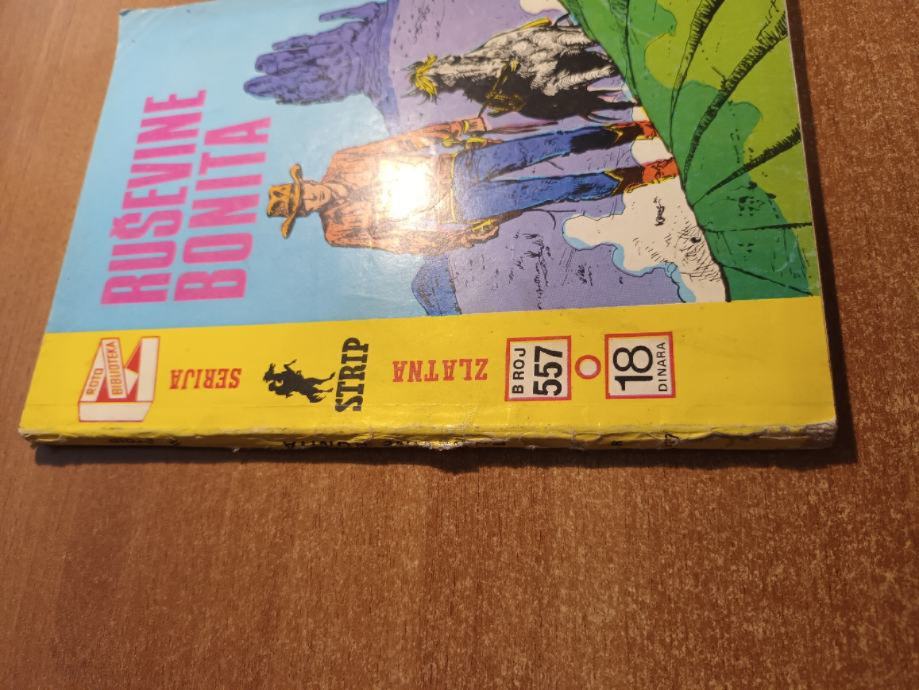 RUŠEVINE
BONITA
ROTO
BIBLIOTEKA
ZLATNA
STRIP
SERIJA
BROJ
557
18
DINARA